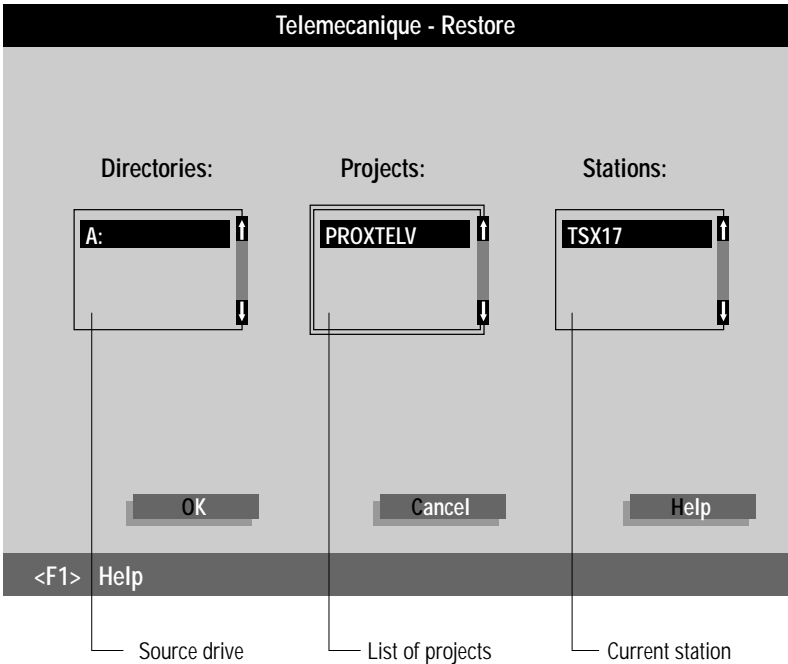 Telemecanique - Restore
Directories: Projects: Stations:
A: PROXTELV TSX17
OK Cancel Help
<F1> Help
Source drive List of projects Current station